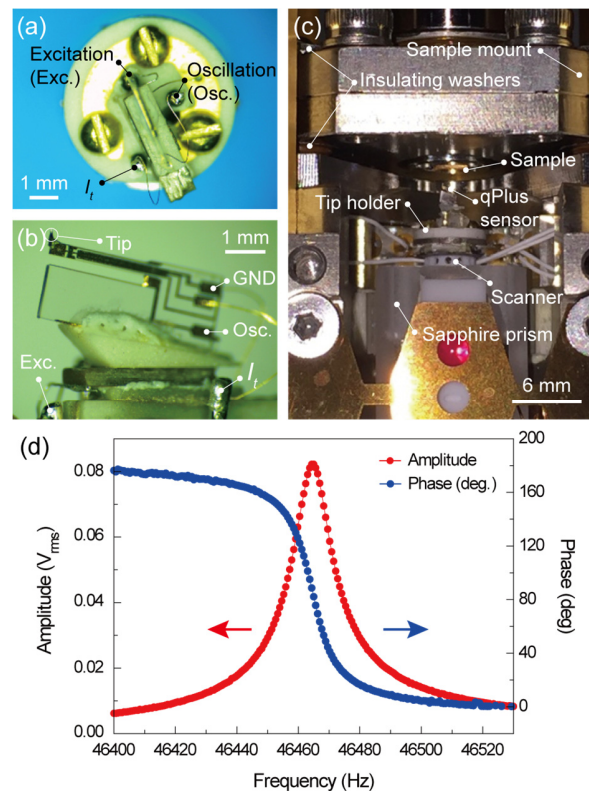 (a)
Excitation
(Exc.)
Oscillation
(Osc.)
1 mm
I_t
(b)
Tip
1 mm
GND
Osc.
Exc.
I_t
(c)
Sample mount
Insulating washers
Sample
qPlus
sensor
Tip holder
Scanner
Sapphire prism
6 mm
(d)
Amplitude
Phase (deg.)
Amplitude (V_rms)
0.08
0.06
0.04
0.02
0.00
200
160
120
80
40
0
Phase (deg)
46400 46420 46440 46460 46480 46500 46520
Frequency (Hz)